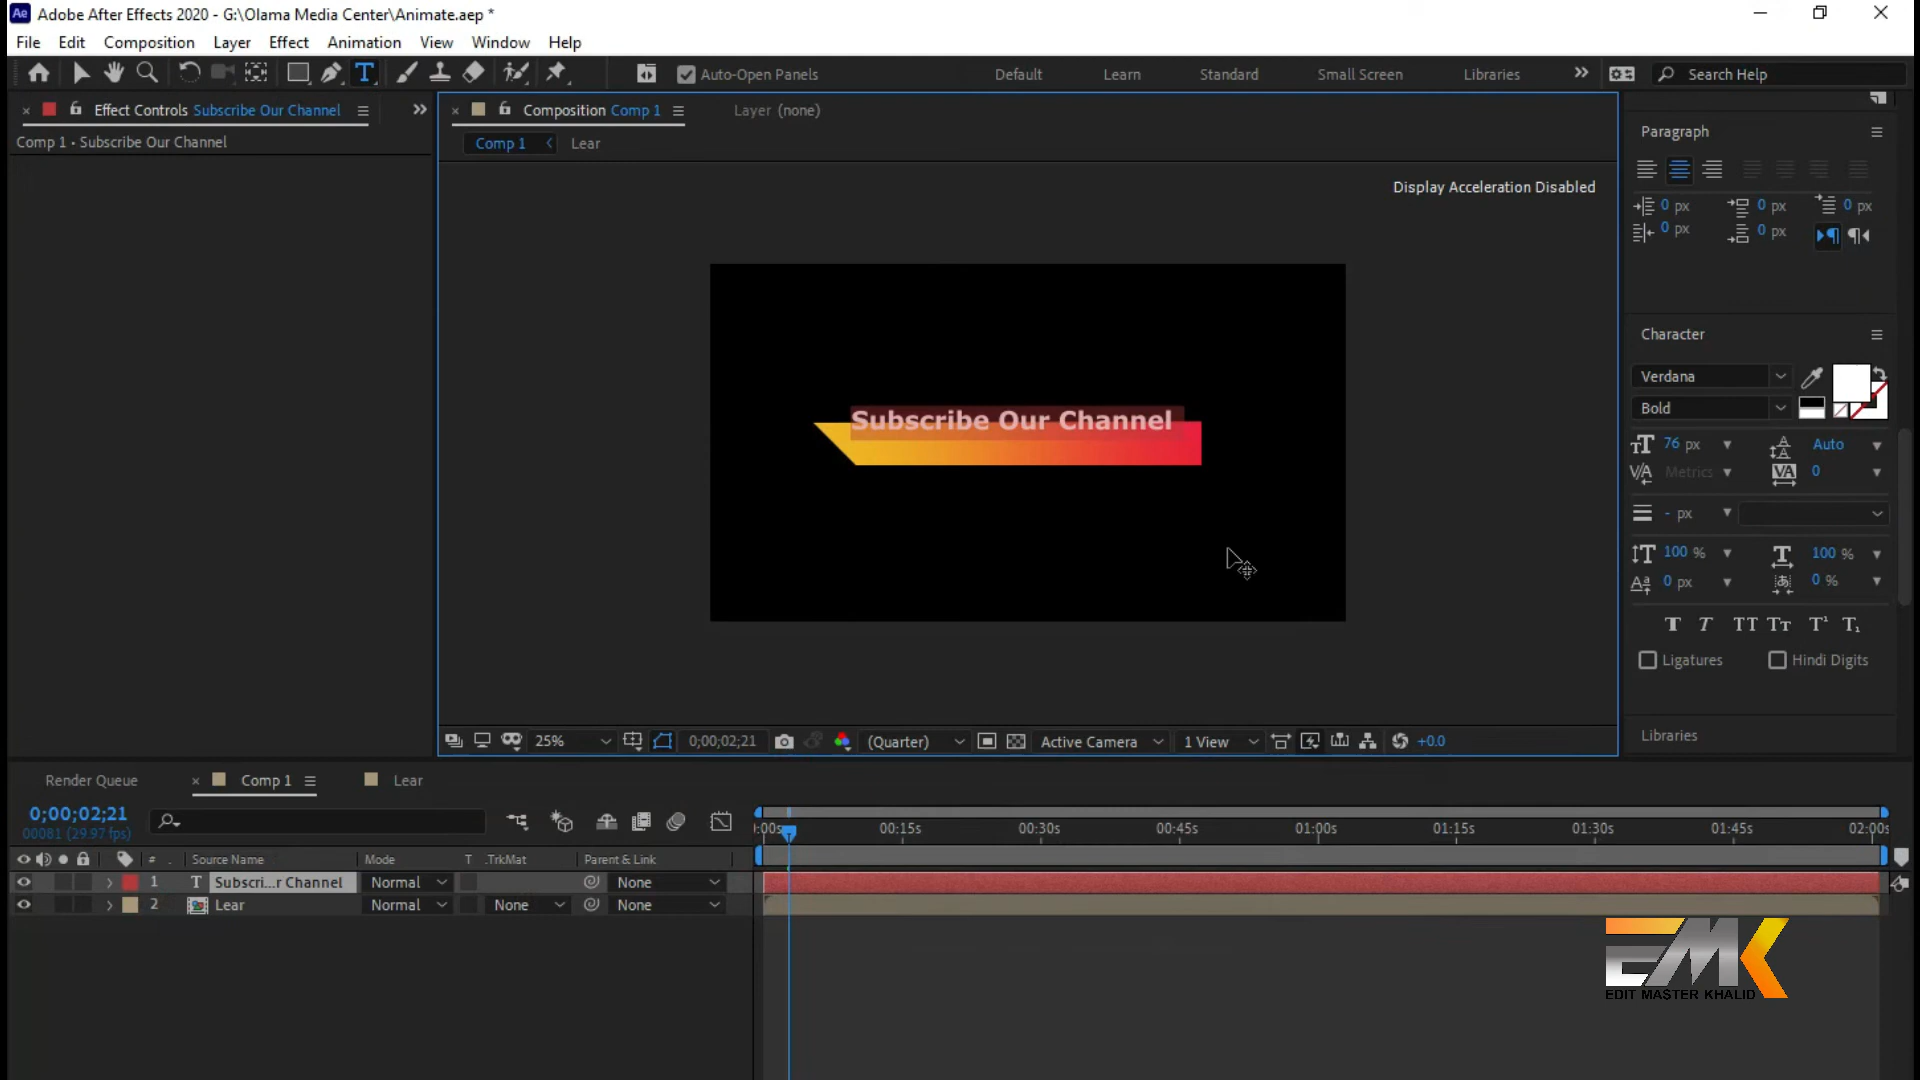 Ae Adobe After Effects 2020 - G:\Olama Media Center\Animate.aep *
File Edit Composition Layer Effect Animation View Window Help
Auto-Open Panels Default Learn Standard Small Screen Libraries Search Help
Effect Controls Subscribe Our Channel
Comp 1 • Subscribe Our Channel
Composition Comp 1 Layer (none)
Comp 1 Lear
Display Acceleration Disabled
Subscribe Our Channel
25% 0;00;02;21 (Quarter) Active Camera 1 View +0.0
Paragraph
0 px 0 px 0 px
0 px 0 px
Character
Verdana
Bold
76 px Auto
Metrics 0
- px
100 % 100 %
0 px 0 %
Ligatures Hindi Digits
Libraries
Render Queue Comp 1 Lear
0;00;02;21
00081 (29.97 fps)
# Source Name Mode T .TrkMat Parent & Link
1 T Subscri...r Channel Normal None
2 Lear Normal None None
:00s 00:15s 00:30s 00:45s 01:00s 01:15s 01:30s 01:45s 02:00s
EMK
EDIT MASTER KHALID